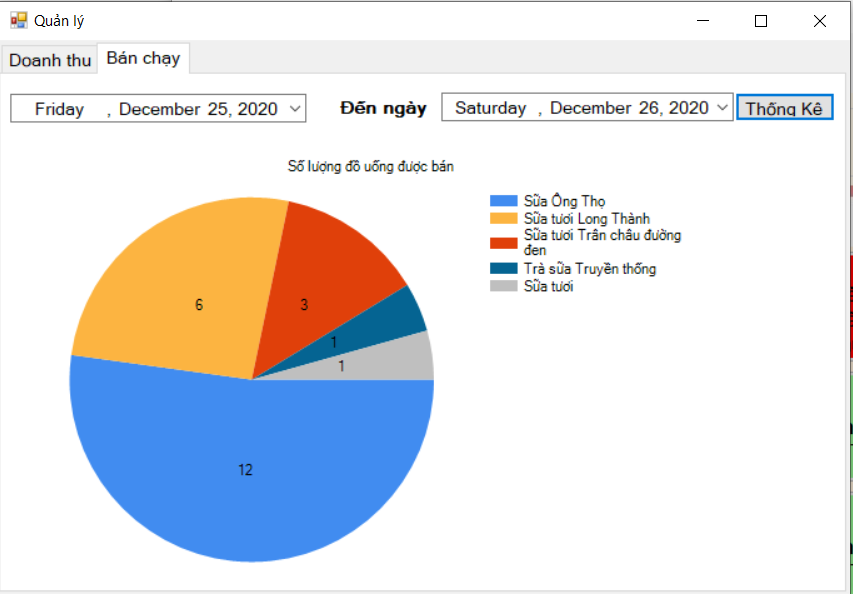 Quản lý
Doanh thu
Bán chạy
Friday , December 25, 2020
Đến ngày
Saturday , December 26, 2020
Thống Kê
Số lượng đồ uống được bán
Sữa Ông Thọ
Sữa tươi Long Thành
Sữa tươi Trân châu đường
đen
Trà sữa Truyền thống
Sữa tươi
6
3
1
1
12